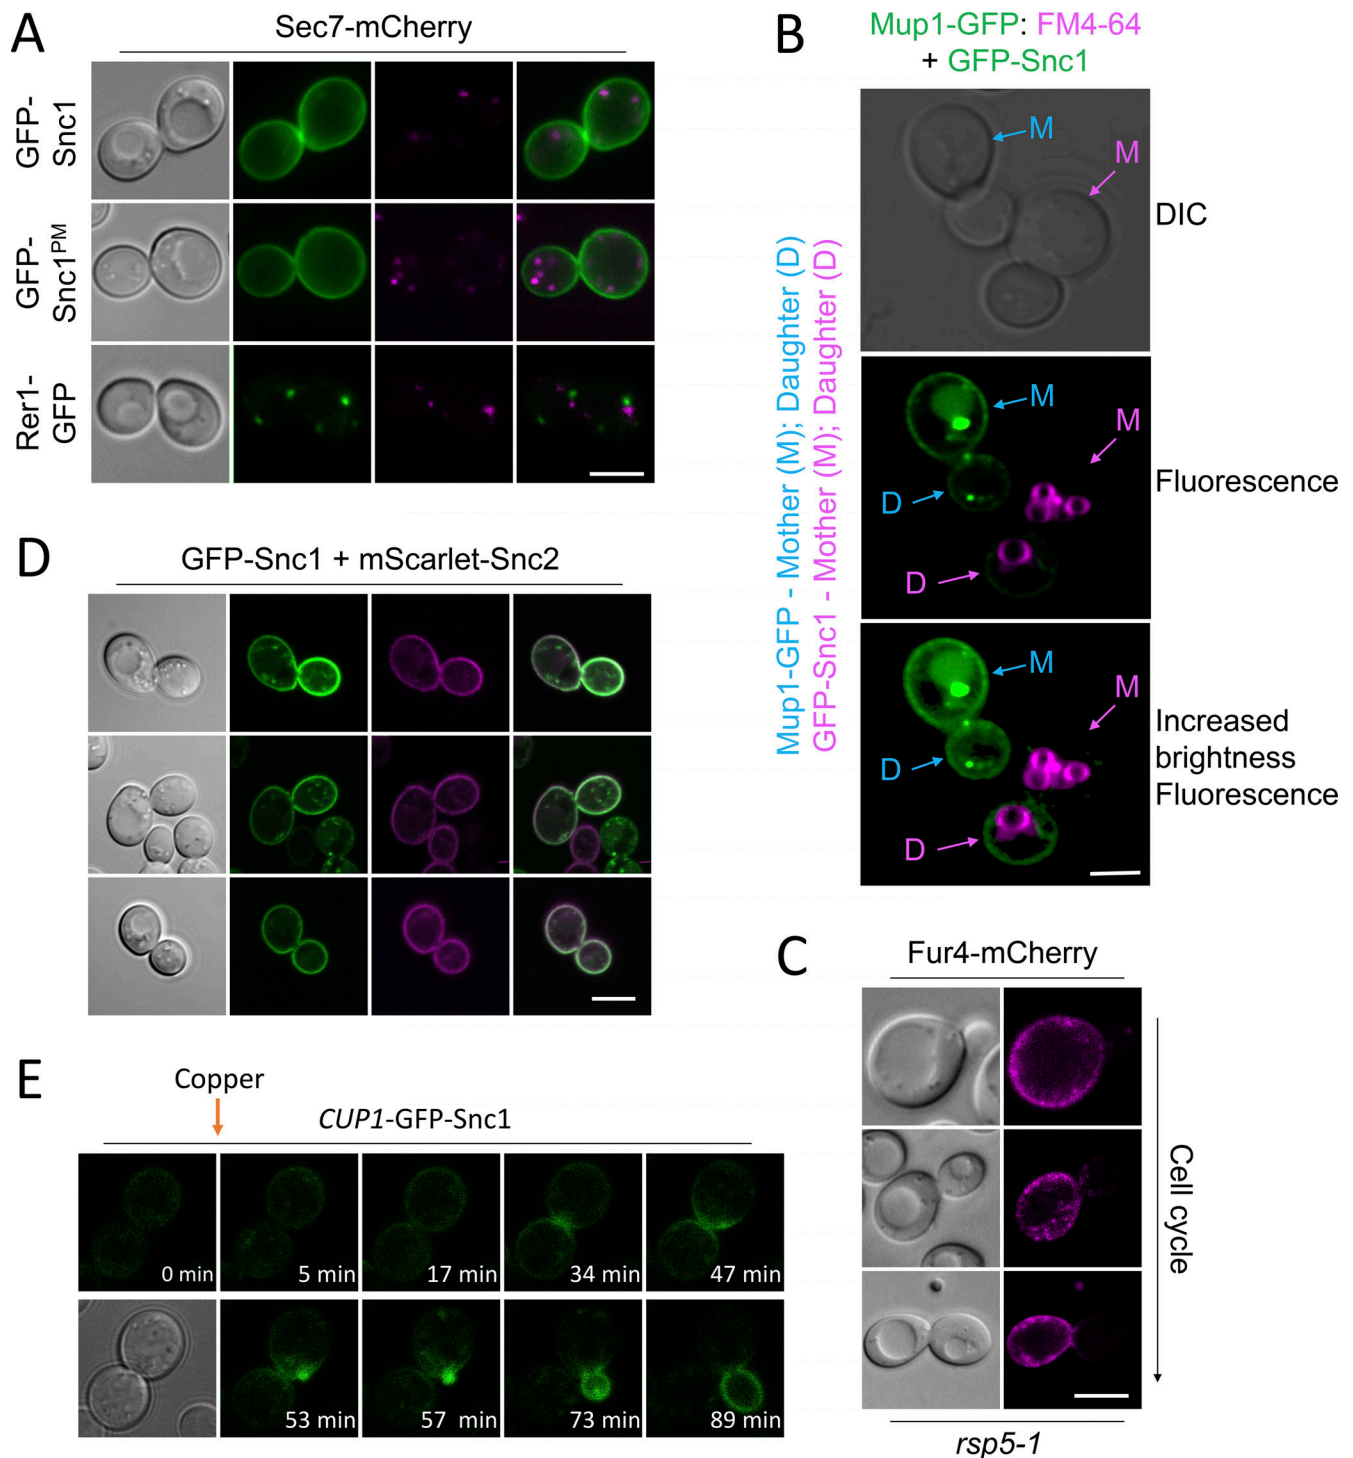 A
Sec7-mCherry
GFP-
Snc1
GFP-
Snc1PM
Rer1-
GFP
B
Mup1-GFP: FM4-64
+ GFP-Snc1
Mup1-GFP - Mother (M); Daughter (D)
GFP-Snc1 - Mother (M); Daughter (D)
M
M
DIC
M
M
D
D
Fluorescence
M
M
D
D
Increased
brightness
Fluorescence
D
GFP-Snc1 + mScarlet-Snc2
C
Fur4-mCherry
Cell cycle
rsp5-1
E
Copper
CUP1-GFP-Snc1
0 min
5 min
17 min
34 min
47 min
53 min
57 min
73 min
89 min